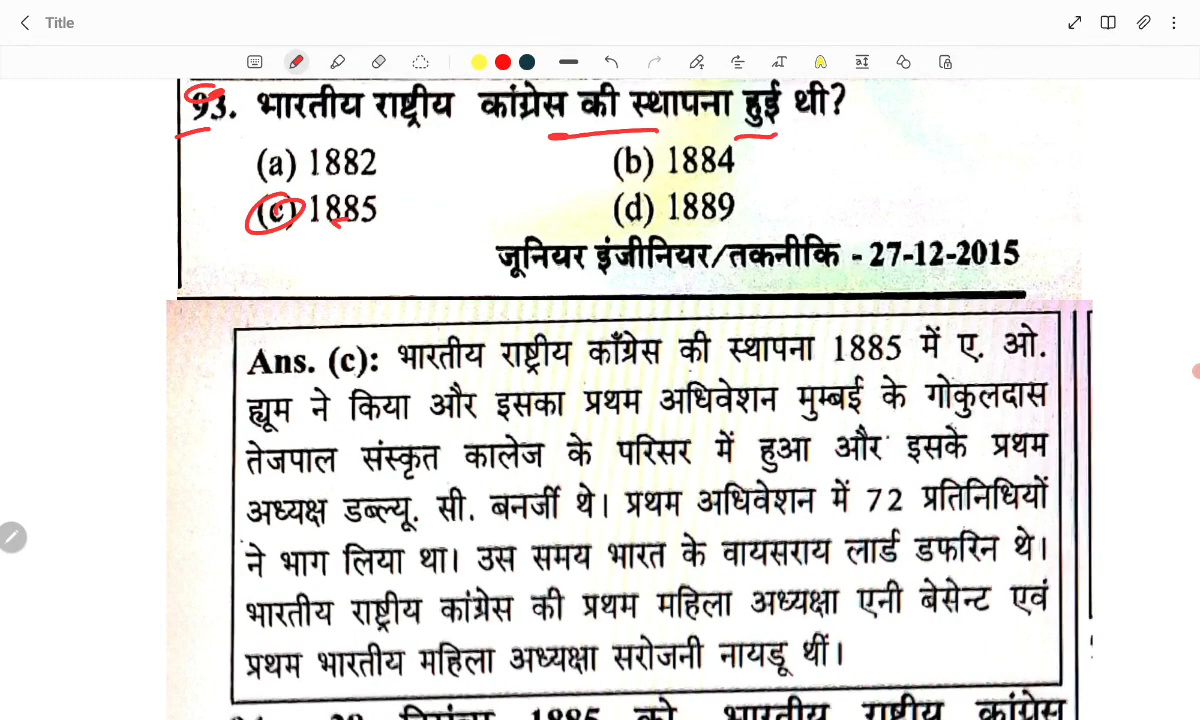 Title
93. भारतीय राष्ट्रीय कांग्रेस की स्थापना हुई थी?
(a) 1882 (b) 1884
(c) 1885 (d) 1889
जूनियर इंजीनियर/तकनीकि - 27-12-2015
Ans. (c): भारतीय राष्ट्रीय काँग्रेस की स्थापना 1885 में ए. ओ.
ह्यूम ने किया और इसका प्रथम अधिवेशन मुम्बई के गोकुलदास
तेजपाल संस्कृत कालेज के परिसर में हुआ और इसके प्रथम
अध्यक्ष डब्ल्यू. सी. बनर्जी थे। प्रथम अधिवेशन में 72 प्रतिनिधियों
ने भाग लिया था। उस समय भारत के वायसराय लार्ड डफरिन थे।
भारतीय राष्ट्रीय कांग्रेस की प्रथम महिला अध्यक्षा एनी बेसेन्ट एवं
प्रथम भारतीय महिला अध्यक्षा सरोजनी नायडू थीं।
1885 को भारतीय राष्ट्रीय कांग्रेस